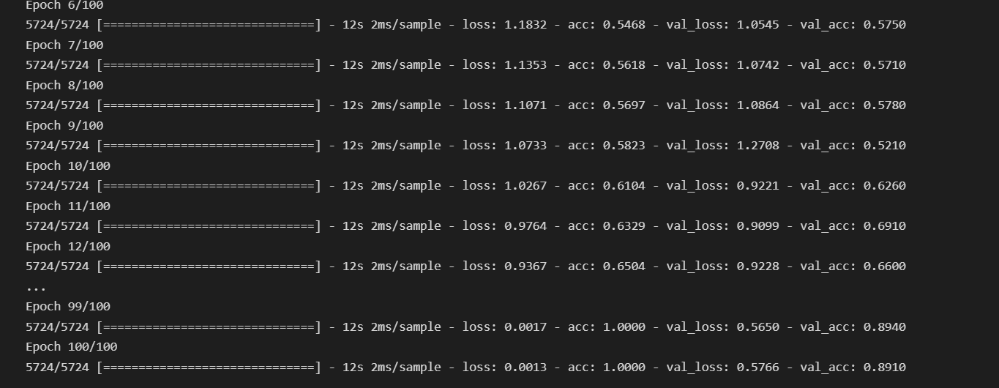 Epoch 6/100
5724/5724 [==============================] - 12s 2ms/sample - loss: 1.1832 - acc: 0.5468 - val_loss: 1.0545 - val_acc: 0.5750
Epoch 7/100
5724/5724 [==============================] - 12s 2ms/sample - loss: 1.1353 - acc: 0.5618 - val_loss: 1.0742 - val_acc: 0.5710
Epoch 8/100
5724/5724 [==============================] - 12s 2ms/sample - loss: 1.1071 - acc: 0.5697 - val_loss: 1.0864 - val_acc: 0.5780
Epoch 9/100
5724/5724 [==============================] - 12s 2ms/sample - loss: 1.0733 - acc: 0.5823 - val_loss: 1.2708 - val_acc: 0.5210
Epoch 10/100
5724/5724 [==============================] - 12s 2ms/sample - loss: 1.0267 - acc: 0.6104 - val_loss: 0.9221 - val_acc: 0.6260
Epoch 11/100
5724/5724 [==============================] - 12s 2ms/sample - loss: 0.9764 - acc: 0.6329 - val_loss: 0.9099 - val_acc: 0.6910
Epoch 12/100
5724/5724 [==============================] - 12s 2ms/sample - loss: 0.9367 - acc: 0.6504 - val_loss: 0.9228 - val_acc: 0.6600
...
Epoch 99/100
5724/5724 [==============================] - 12s 2ms/sample - loss: 0.0017 - acc: 1.0000 - val_loss: 0.5650 - val_acc: 0.8940
Epoch 100/100
5724/5724 [==============================] - 12s 2ms/sample - loss: 0.0013 - acc: 1.0000 - val_loss: 0.5766 - val_acc: 0.8910